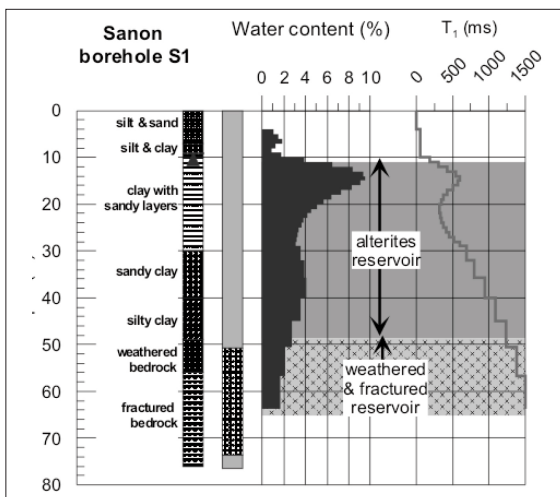 Sanon
borehole S1
Water content (%)
0 2 4 6 8 10
T₁ (ms)
0 500 1000 1500
0
10
20
30
40
50
60
70
80
silt & sand
silt & clay
clay with
sandy layers
sandy clay
silty clay
weathered
bedrock
fractured
bedrock
alterites
reservoir
weathered
& fractured
reservoir